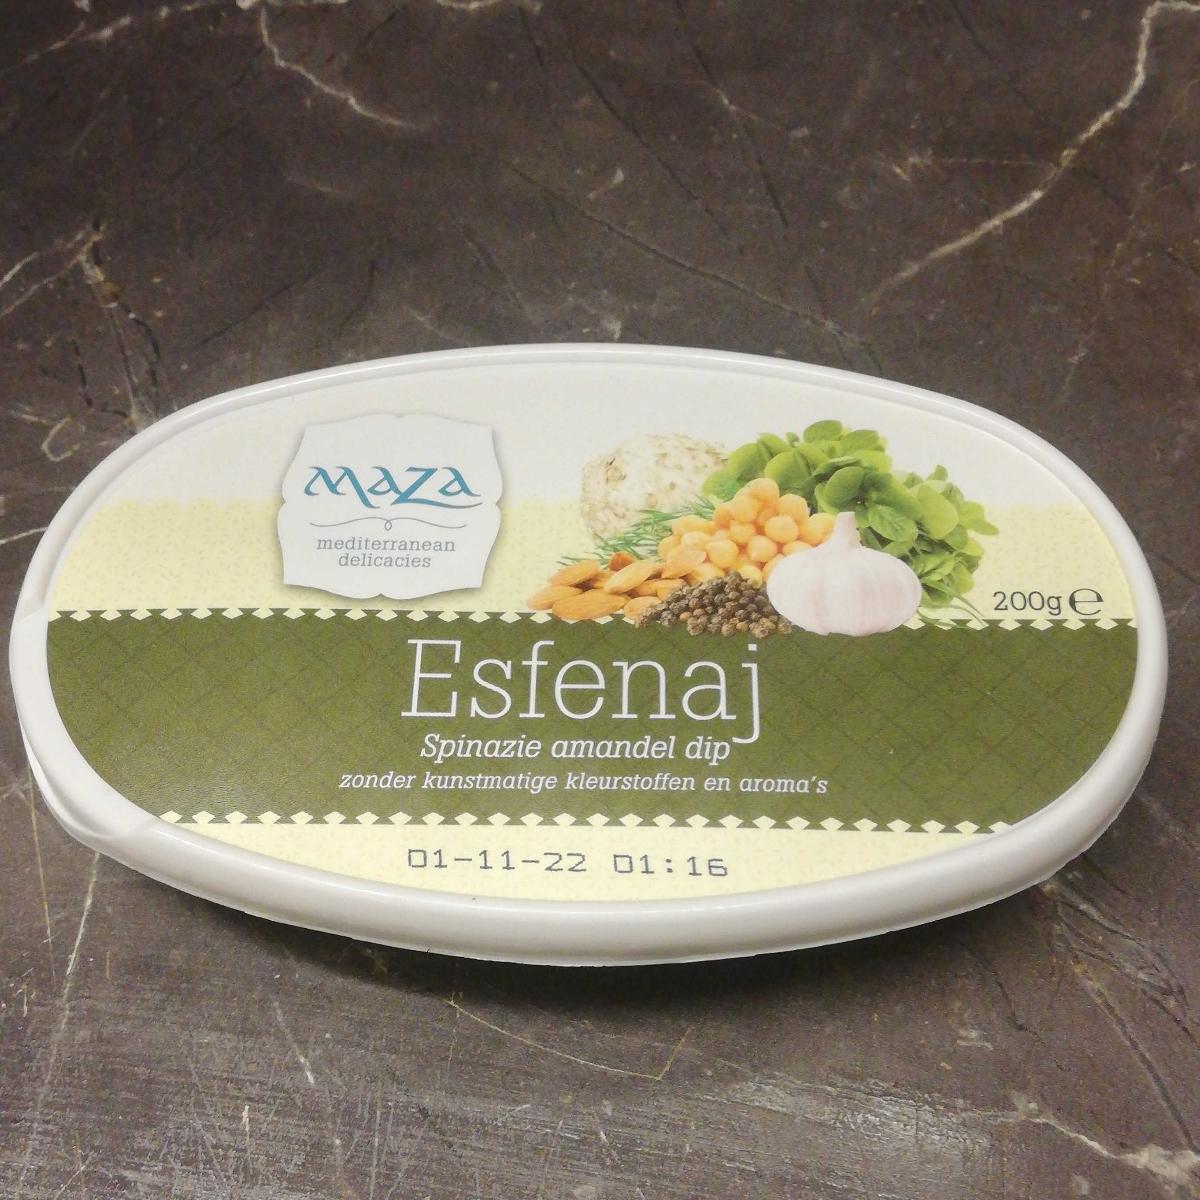 maza
mediterranean
delicacies
200g ℮
Esfenaj
Spinazie amandel dip
zonder kunstmatige kleurstoffen en aroma's
01-11-22 01:16